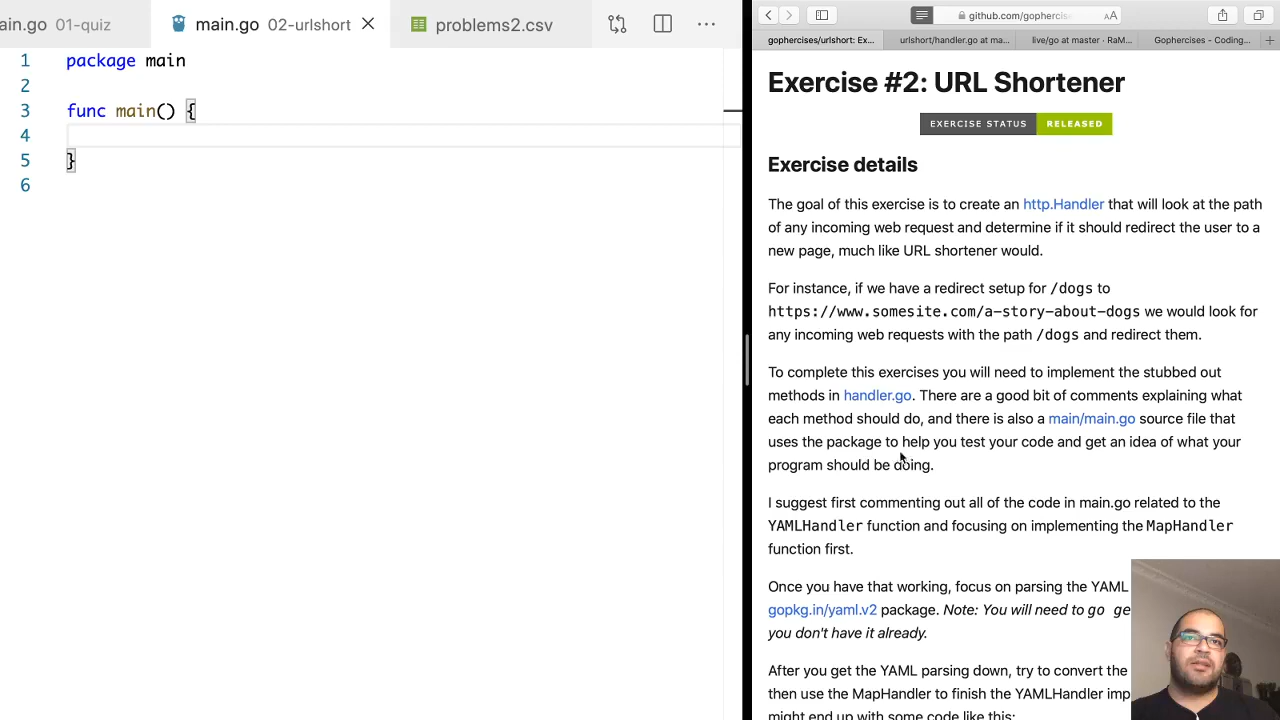 ain.go 01-quiz
main.go 02-urlshort
problems2.csv
1 package main
2
3 func main() {
4
5 }
6
github.com/gophercis
AA
gophercises/urlshort: Ex...
urlshort/handler.go at ma...
live/go at master · RaM...
Gophercises - Coding...
Exercise #2: URL Shortener
EXERCISE STATUS RELEASED
Exercise details
The goal of this exercise is to create an http.Handler that will look at the path
of any incoming web request and determine if it should redirect the user to a
new page, much like URL shortener would.
For instance, if we have a redirect setup for /dogs to
https://www.somesite.com/a-story-about-dogs we would look for
any incoming web requests with the path /dogs and redirect them.
To complete this exercises you will need to implement the stubbed out
methods in handler.go. There are a good bit of comments explaining what
each method should do, and there is also a main/main.go source file that
uses the package to help you test your code and get an idea of what your
program should be doing.
I suggest first commenting out all of the code in main.go related to the
YAMLHandler function and focusing on implementing the MapHandler
function first.
Once you have that working, focus on parsing the YAML
gopkg.in/yaml.v2 package. Note: You will need to go ge
you don't have it already.
After you get the YAML parsing down, try to convert the
then use the MapHandler to finish the YAMLHandler imp
might end up with some code like this: